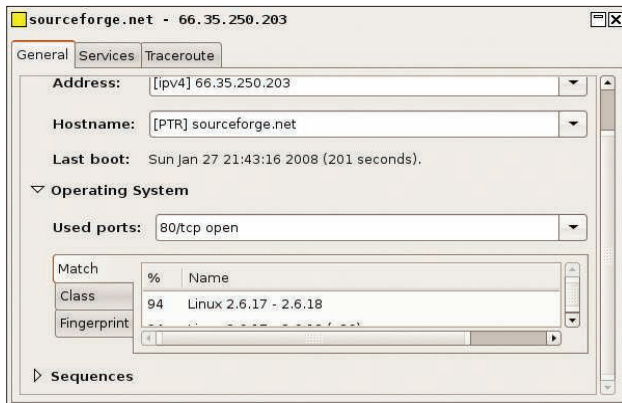 sourceforge.net - 66.35.250.203
General Services Traceroute
Address: [ipv4] 66.35.250.203
Hostname: [PTR] sourceforge.net
Last boot: Sun Jan 27 21:43:16 2008 (201 seconds).
Operating System
Used ports: 80/tcp open
Match
Class
Fingerprint
% Name
94 Linux 2.6.17 - 2.6.18
Sequences